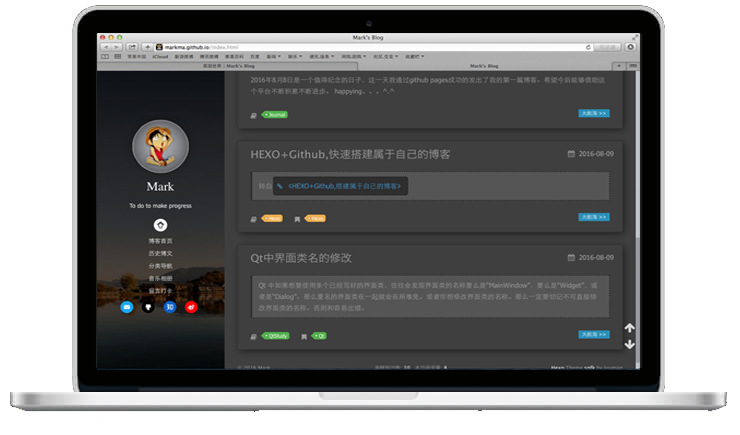 Mark's Blog
markma.github.io/index.html
iCloud
Mark's Blog
2016年8月8日是一个值得纪念的日子，这一天我通过github pages成功的发出了我的第一篇博客。希望今后能够借助这
个平台不断积累不断进步。 happying。。。^.^
Journal
>>
Mark
To do to make progress
博客首页
历史博文
分类导航
音乐相册
留言打卡
HEXO+Github,快速搭建属于自己的博客
2016-08-09
<HEXO+Github,搭建属于自己的博客>
Hexo
Hexo
>>
Qt中界面类名的修改
2016-08-09
Qt 中如果想要使用多个已经写好的界面类，往往会发现界面类的名称要么是"MainWindow"、要么是"Widget"、或
者是"Dialog"。那么重名的界面类在一起就会在所难免。或者你想修改界面类的名称。那么一定要切记不可直接修
改界面类名。否则很容易出错。
QtStudy
Qt
>>
© 2016 Mark
Hexo Theme